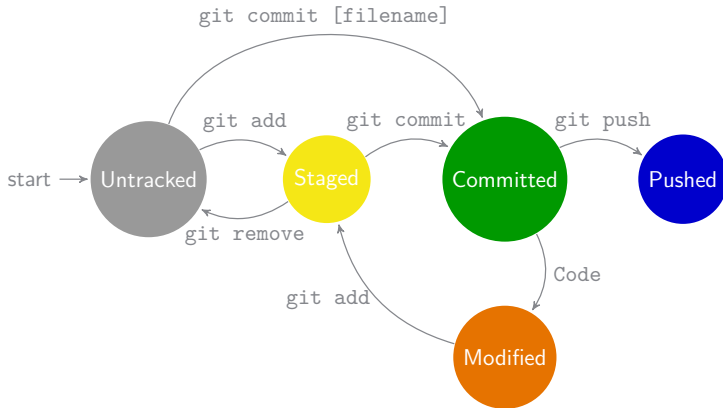 git commit [filename]
git add
git commit
git push
start
Untracked
Staged
Committed
Pushed
git remove
Code
git add
Modified